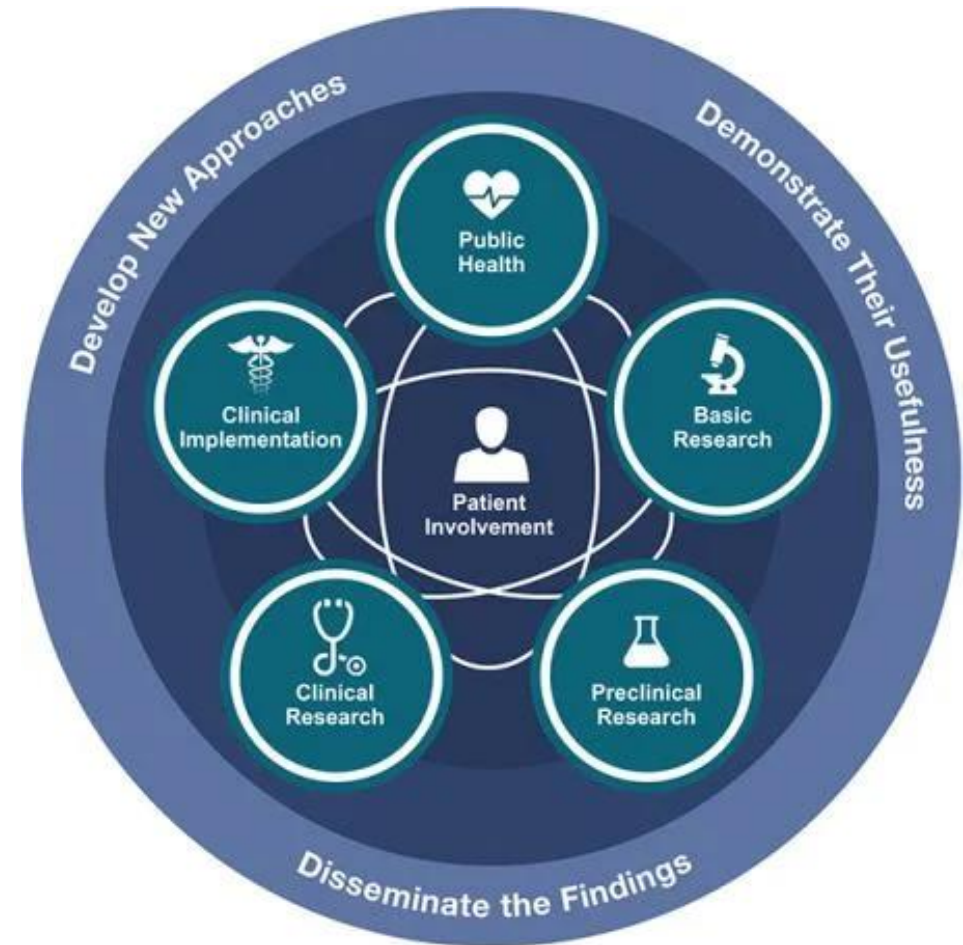 Develop New Approaches
Demonstrate Their Usefulness
Public
Health
Clinical
Implementation
Basic
Research
Patient
Involvement
Clinical
Research
Preclinical
Research
Disseminate the Findings